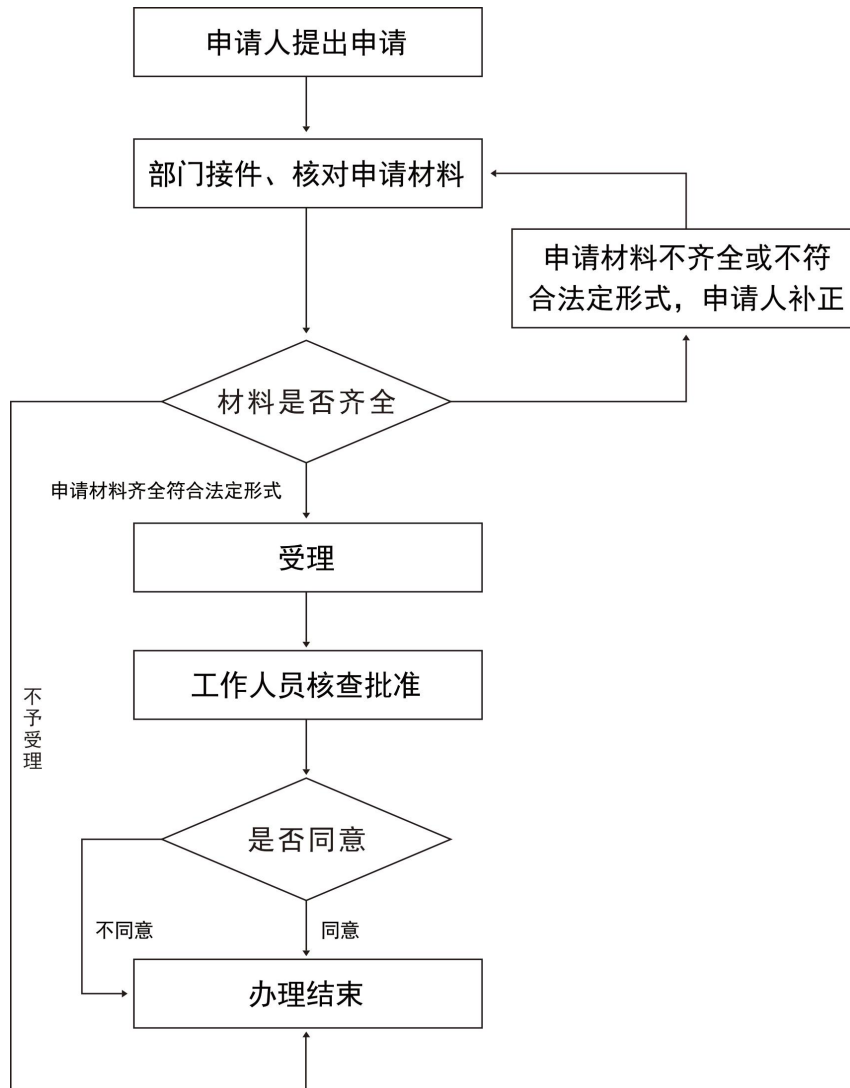 申请人提出申请
部门接件、核对申请材料
申请材料不齐全或不符
合法定形式，申请人补正
材料是否齐全
申请材料齐全符合法定形式
受理
工作人员核查批准
不予受理
是否同意
不同意
同意
办理结束